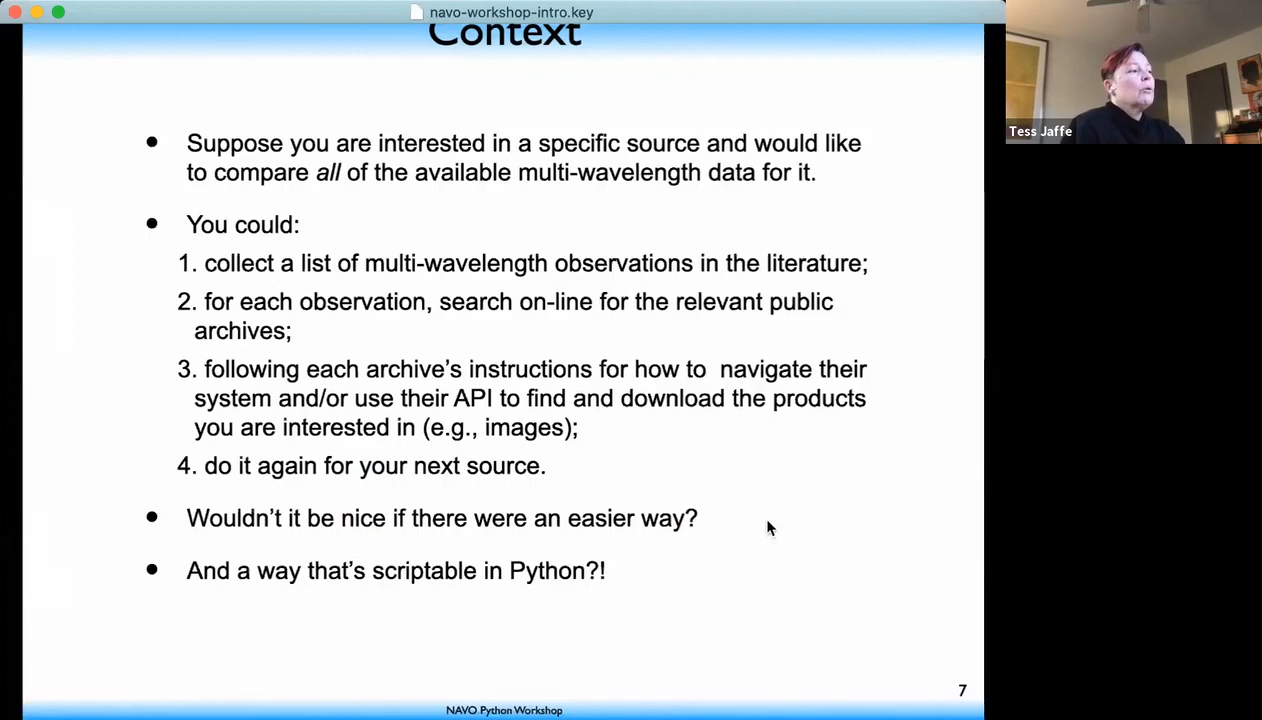 navo-workshop-intro.key
Context
Tess Jaffe
• Suppose you are interested in a specific source and would like
to compare all of the available multi-wavelength data for it.
• You could:
1. collect a list of multi-wavelength observations in the literature;
2. for each observation, search on-line for the relevant public
archives;
3. following each archive's instructions for how to navigate their
system and/or use their API to find and download the products
you are interested in (e.g., images);
4. do it again for your next source.
• Wouldn't it be nice if there were an easier way?
• And a way that's scriptable in Python?!
7
NAVO Python Workshop